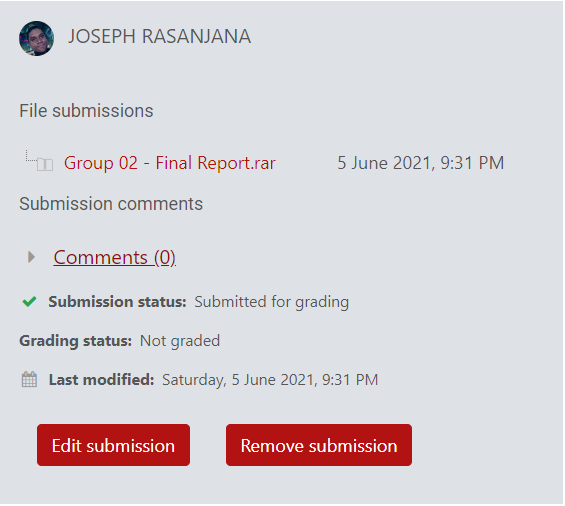 JOSEPH RASANJANA
File submissions
Group 02 - Final Report.rar 5 June 2021, 9:31 PM
Submission comments
Comments (0)
Submission status: Submitted for grading
Grading status: Not graded
Last modified: Saturday, 5 June 2021, 9:31 PM
Edit submission Remove submission